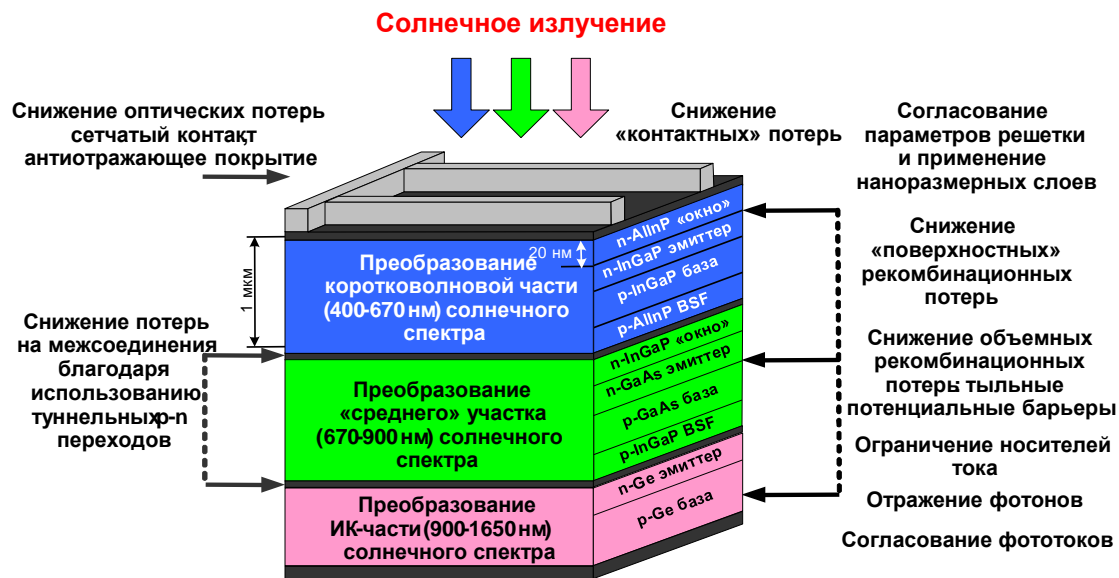 Солнечное излучение
Снижение оптических потерь
сетчатый контакт,
антиотражающее покрытие
Снижение
«контактных» потерь
Согласование
параметров решетки
и применение
наноразмерных слоев
Снижение
«поверхностных»
рекомбинационных
потерь
Снижение объемных
рекомбинационных
потерь: тыльные
потенциальные барьеры
Ограничение носителей
тока
Отражение фотонов
Согласование фототоков
Снижение потерь
на межсоединения
благодаря
использованию
туннельных p-n
переходов
1 мкм
20 нм
Преобразование
коротковолновой части
(400-670 нм) солнечного
спектра
n-AlInP «окно»
n-InGaP эмиттер
p-InGaP база
p-AlInP BSF
Преобразование
«среднего» участка
(670-900 нм) солнечного
спектра
n-InGaP «окно»
n-GaAs эмиттер
p-GaAs база
p-InGaP BSF
Преобразование
ИК-части (900-1650 нм)
солнечного спектра
n-Ge эмиттер
p-Ge база